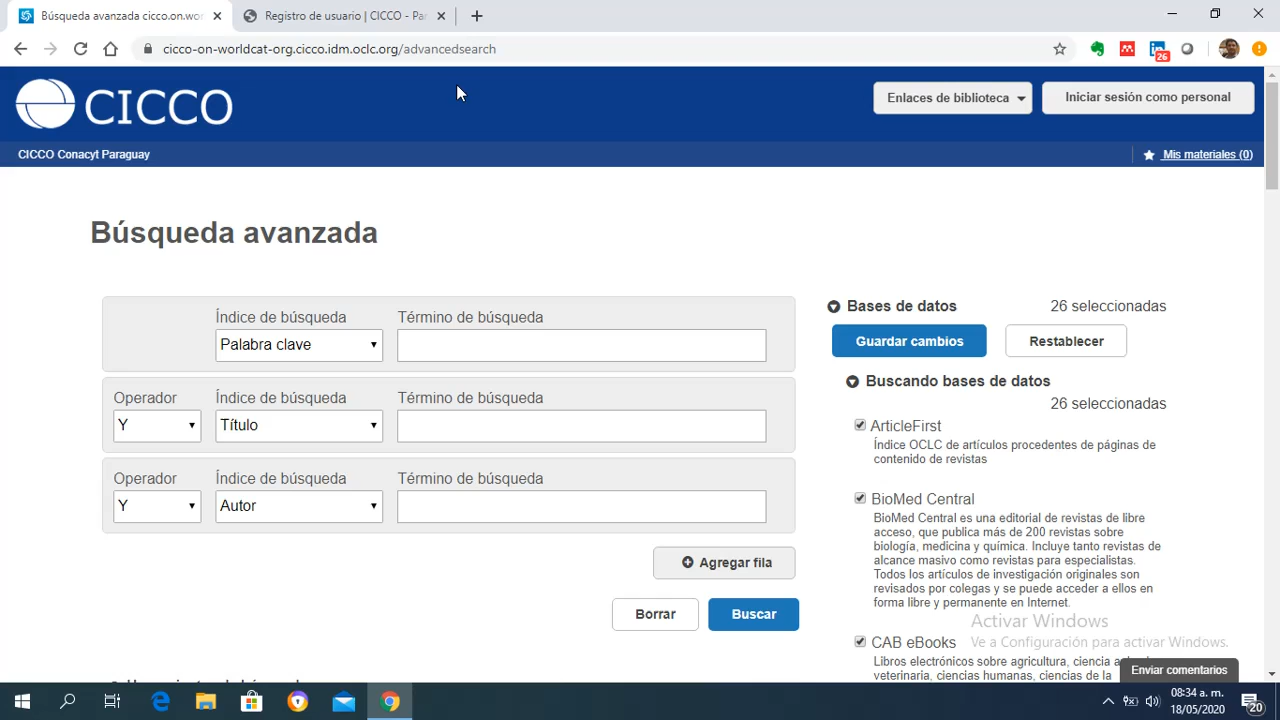 Búsqueda avanzada cicco.on.wor
Registro de usuario | CICCO - Pa
cicco-on-worldcat-org.cicco.idm.oclc.org/advancedsearch
26
CICCO
Enlaces de biblioteca
Iniciar sesión como personal
CICCO Conacyt Paraguay
Mis materiales (0)
Búsqueda avanzada
Índice de búsqueda
Término de búsqueda
Palabra clave
Operador
Índice de búsqueda
Término de búsqueda
Y
Título
Operador
Índice de búsqueda
Término de búsqueda
Y
Autor
Agregar fila
Borrar
Buscar
Bases de datos
26 seleccionadas
Guardar cambios
Restablecer
Buscando bases de datos
26 seleccionadas
ArticleFirst
Índice OCLC de artículos procedentes de páginas de
contenido de revistas
BioMed Central
BioMed Central es una editorial de revistas de libre
acceso, que publica más de 200 revistas sobre
biología, medicina y química. Incluye tanto revistas de
alcance masivo como revistas para especialistas.
Todos los artículos de investigación originales son
revisados por colegas y se puede acceder a ellos en
forma libre y permanente en Internet.
Activar Windows
Ve a Configuración para activar Windows.
CAB eBooks
Libros electrónicos sobre agricultura, ciencia
veterinaria, ciencias humanas, ciencias de la
Enviar comentarios
08:34 a. m.
18/05/2020
20